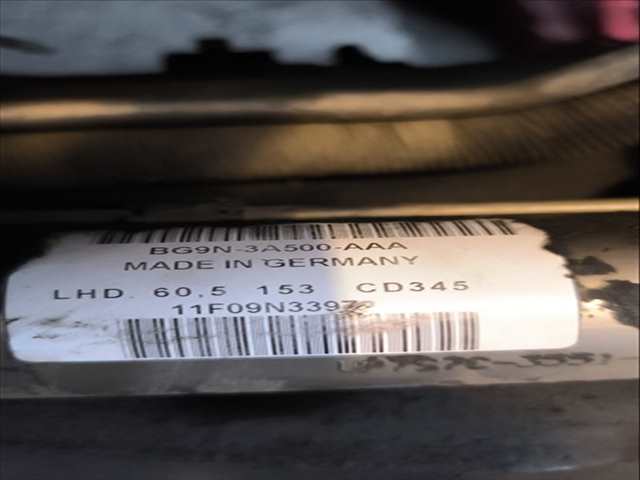 BG9N-3A500-AAA
MADE IN GERMANY
LHD 60,5 153 CD345